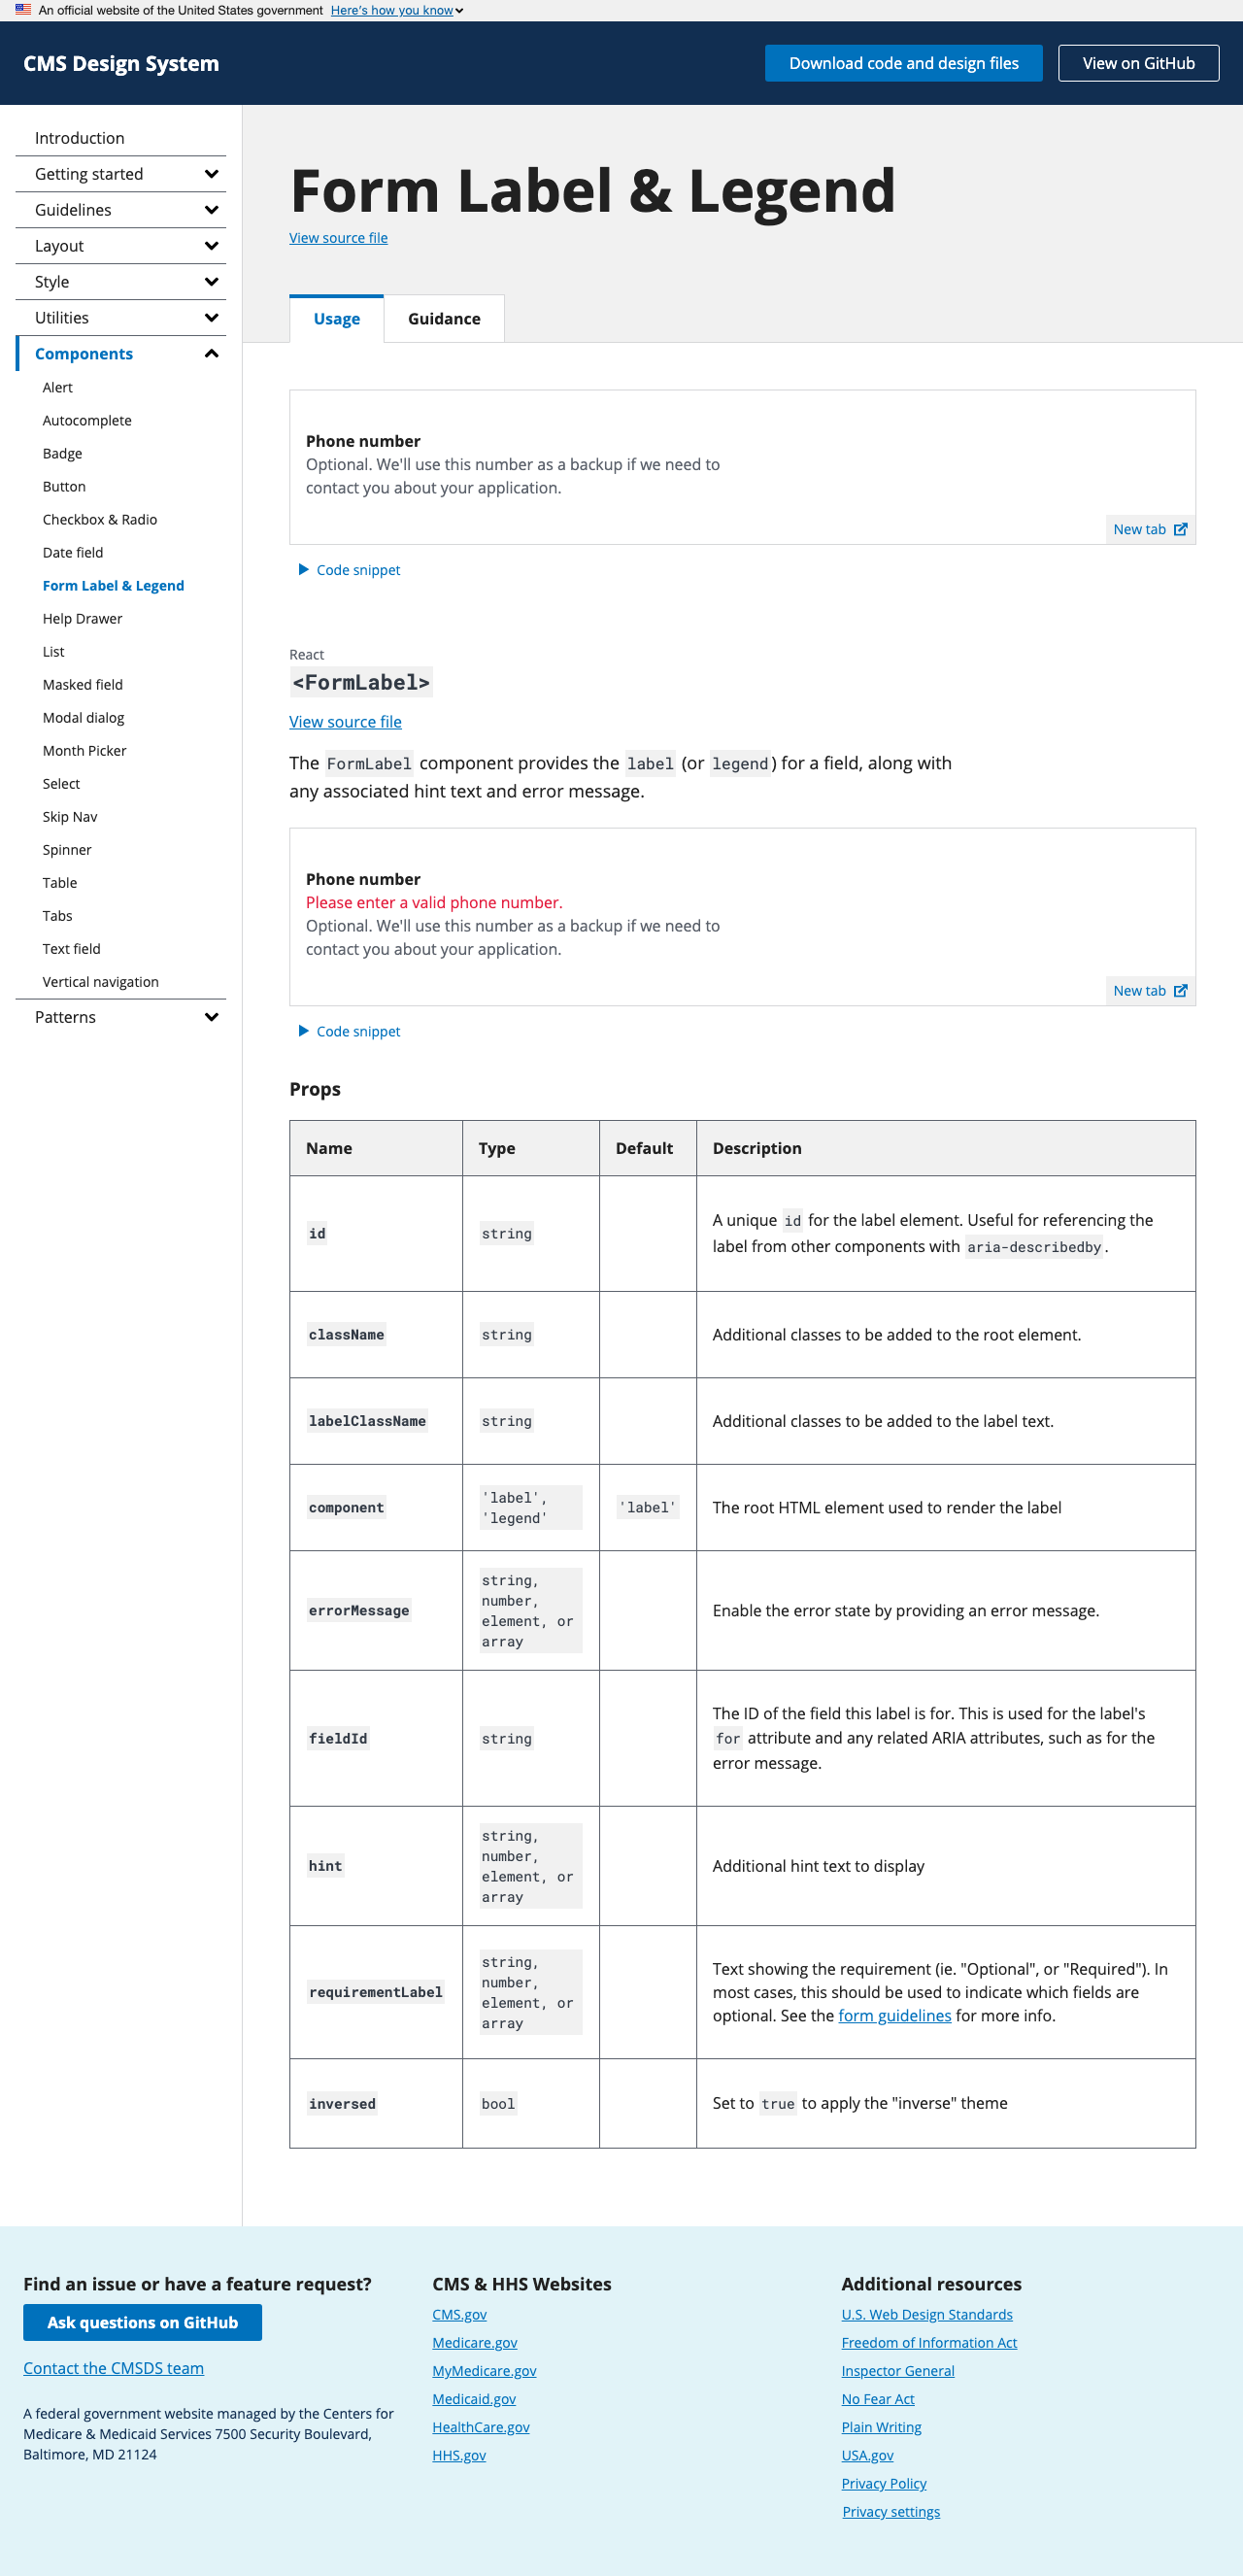 An official website of the United States government Here's how you know
CMS Design System
Download code and design files
View on GitHub
Introduction
Getting started
Guidelines
Layout
Style
Utilities
Components
Alert
Autocomplete
Badge
Button
Checkbox & Radio
Date field
Form Label & Legend
Help Drawer
List
Masked field
Modal dialog
Month Picker
Select
Skip Nav
Spinner
Table
Tabs
Text field
Vertical navigation
Patterns
Form Label & Legend
View source file
Usage
Guidance
Phone number
Optional. We'll use this number as a backup if we need to
contact you about your application.
New tab
Code snippet
React
<FormLabel>
View source file
The FormLabel component provides the label (or legend) for a field, along with
any associated hint text and error message.
Phone number
Please enter a valid phone number.
Optional. We'll use this number as a backup if we need to
contact you about your application.
New tab
Code snippet
Props
Name Type Default Description
id string A unique id for the label element. Useful for referencing the
label from other components with aria-describedby.
className string Additional classes to be added to the root element.
labelClassName string Additional classes to be added to the label text.
component 'label', 'label' The root HTML element used to render the label
'legend'
errorMessage string, Enable the error state by providing an error message.
number,
element, or
array
fieldId string The ID of the field this label is for. This is used for the label's
for attribute and any related ARIA attributes, such as for the
error message.
hint string, Additional hint text to display
number,
element, or
array
requirementLabel string, Text showing the requirement (ie. "Optional", or "Required"). In
number, most cases, this should be used to indicate which fields are
element, or optional. See the form guidelines for more info.
array
inversed bool Set to true to apply the "inverse" theme
Find an issue or have a feature request?
Ask questions on GitHub
Contact the CMSDS team
A federal government website managed by the Centers for
Medicare & Medicaid Services 7500 Security Boulevard,
Baltimore, MD 21124
CMS & HHS Websites
CMS.gov
Medicare.gov
MyMedicare.gov
Medicaid.gov
HealthCare.gov
HHS.gov
Additional resources
U.S. Web Design Standards
Freedom of Information Act
Inspector General
No Fear Act
Plain Writing
USA.gov
Privacy Policy
Privacy settings